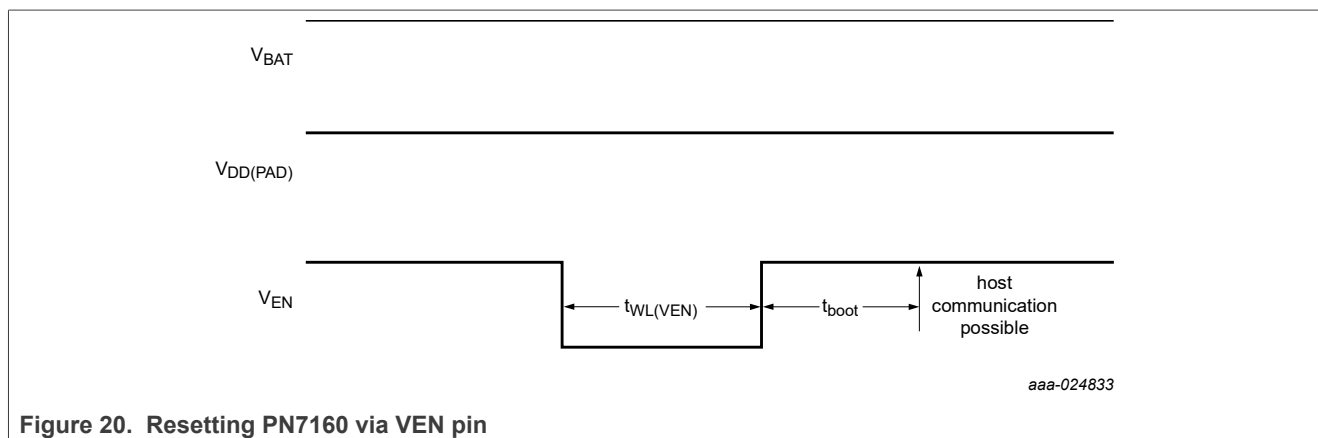 VBAT
VDD(PAD)
VEN
tWL(VEN)
tboot
host
communication
possible
aaa-024833
Figure 20. Resetting PN7160 via VEN pin